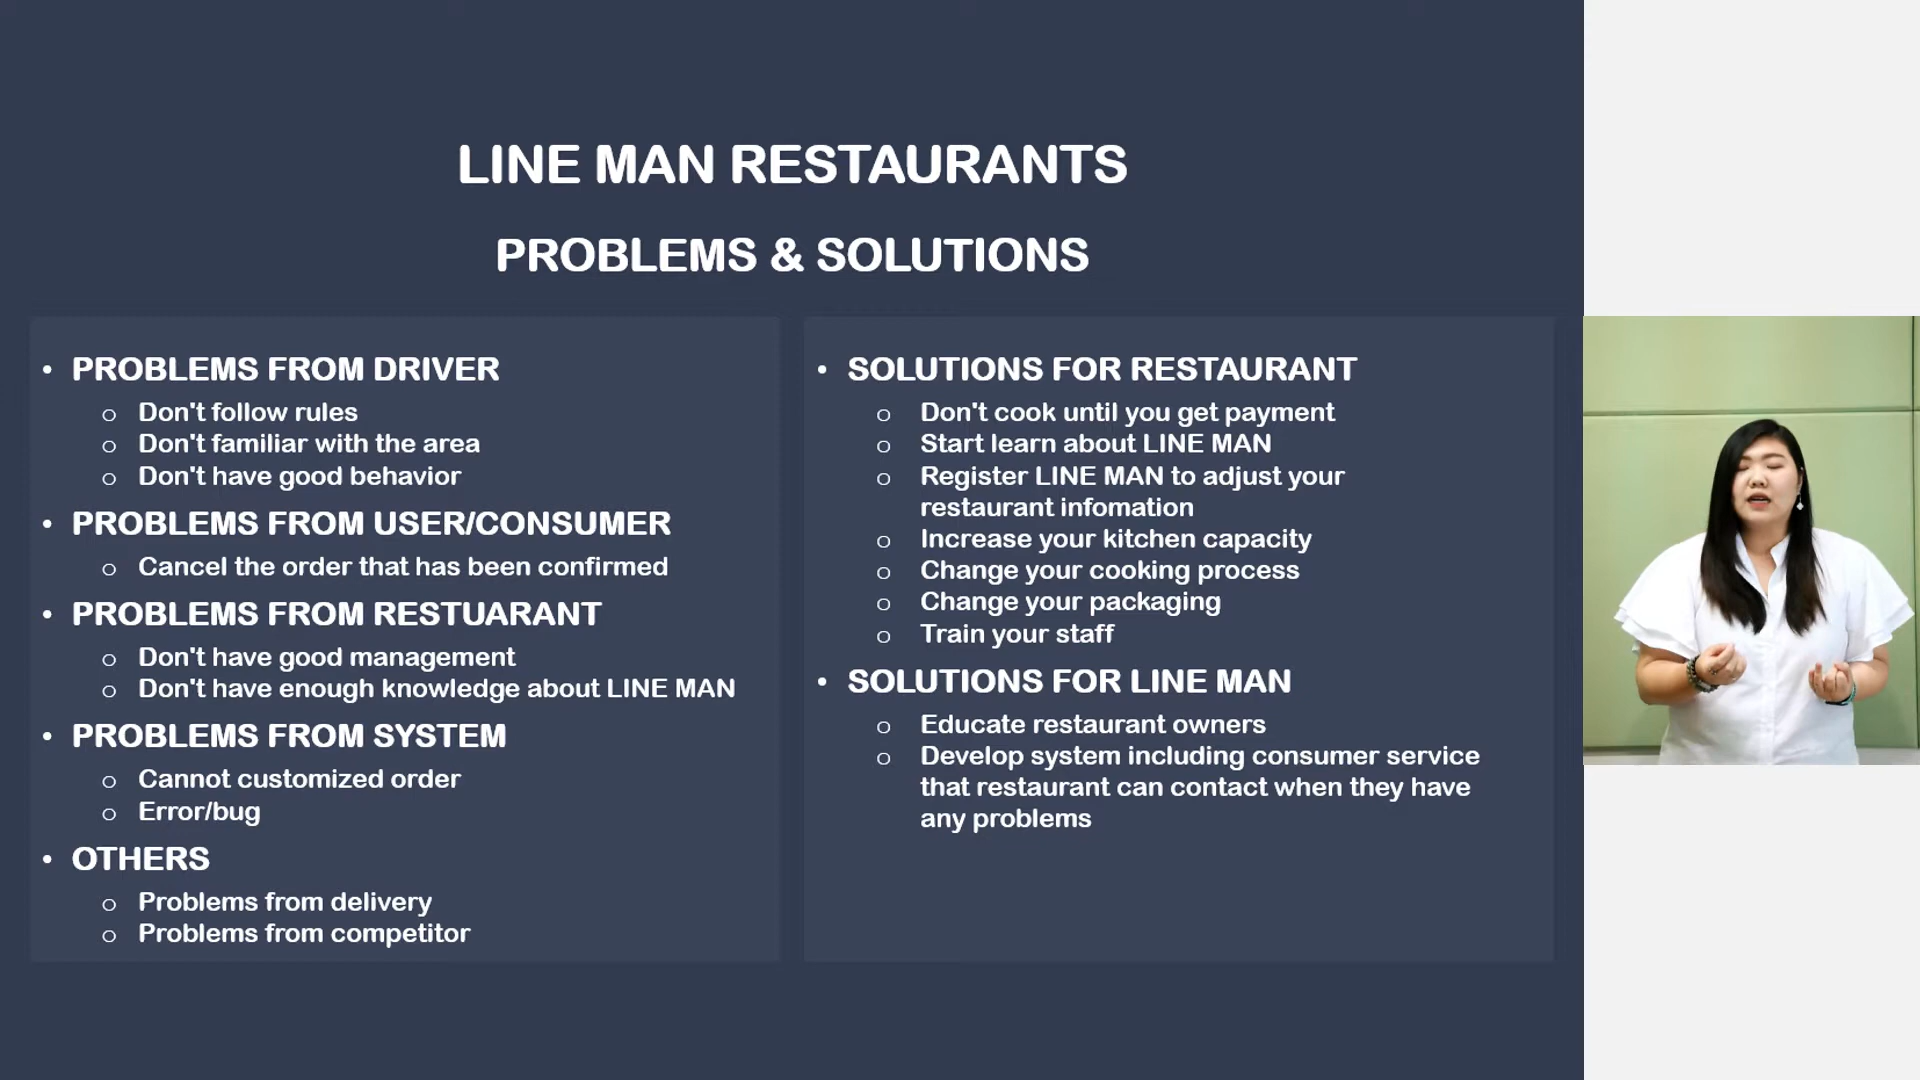 LINE MAN RESTAURANTS
PROBLEMS & SOLUTIONS
• PROBLEMS FROM DRIVER
o Don't follow rules
o Don't familiar with the area
o Don't have good behavior
• PROBLEMS FROM USER/CONSUMER
o Cancel the order that has been confirmed
• PROBLEMS FROM RESTUARANT
o Don't have good management
o Don't have enough knowledge about LINE MAN
• PROBLEMS FROM SYSTEM
o Cannot customized order
o Error/bug
• OTHERS
o Problems from delivery
o Problems from competitor
• SOLUTIONS FOR RESTAURANT
o Don't cook until you get payment
o Start learn about LINE MAN
o Register LINE MAN to adjust your
restaurant infomation
o Increase your kitchen capacity
o Change your cooking process
o Change your packaging
o Train your staff
• SOLUTIONS FOR LINE MAN
o Educate restaurant owners
o Develop system including consumer service
that restaurant can contact when they have
any problems